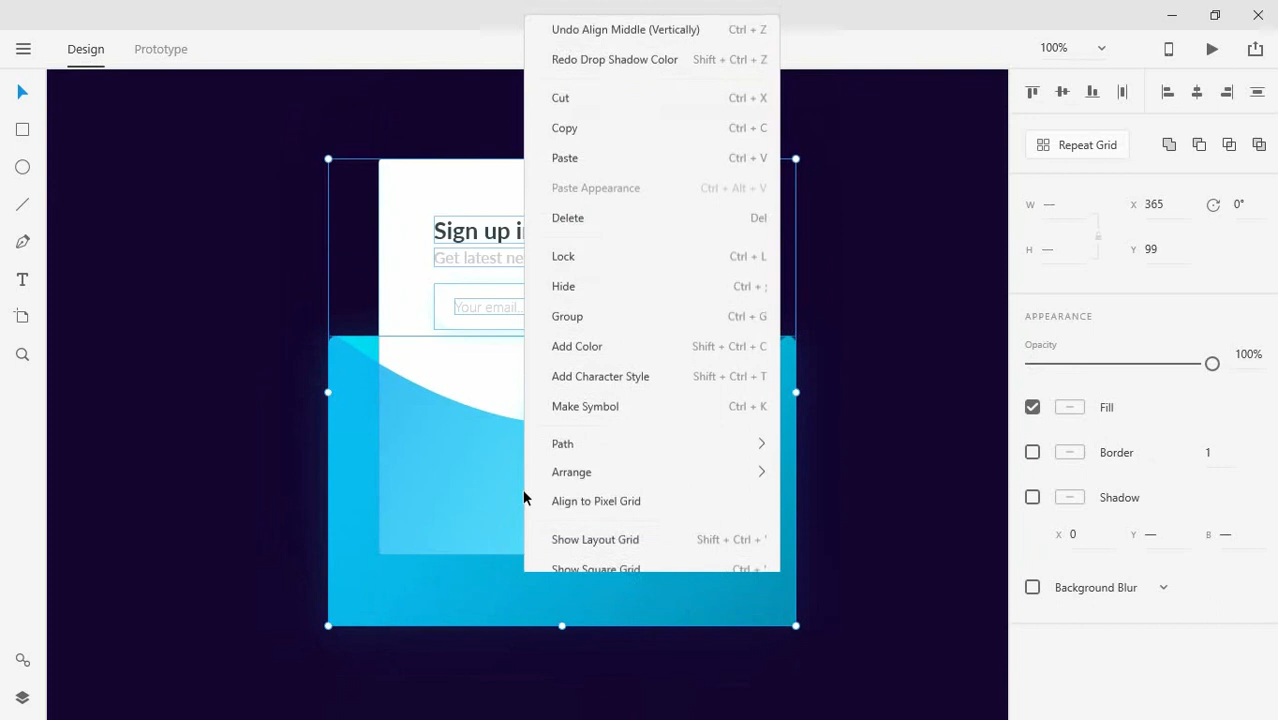 Design Prototype
100%
Undo Align Middle (Vertically) Ctrl + Z
Redo Drop Shadow Color Shift + Ctrl + Z
Cut Ctrl + X
Copy Ctrl + C
Paste Ctrl + V
Paste Appearance Ctrl + Alt + V
Delete Del
Lock Ctrl + L
Hide Ctrl + ;
Group Ctrl + G
Add Color Shift + Ctrl + C
Add Character Style Shift + Ctrl + T
Make Symbol Ctrl + K
Path
Arrange
Align to Pixel Grid
Show Layout Grid Shift + Ctrl + '
Show Square Grid Ctrl + '
Sign up
Get latest
Your email...
Repeat Grid
W — X 365 0°
H — Y 99
APPEARANCE
Opacity
100%
Fill
Border 1
Shadow
X 0 Y — B —
Background Blur